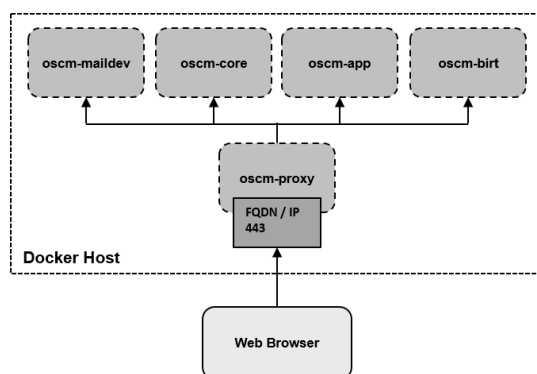 oscm-maildev
oscm-core
oscm-app
oscm-birt
oscm-proxy
FQDN / IP
443
Docker Host
Web Browser